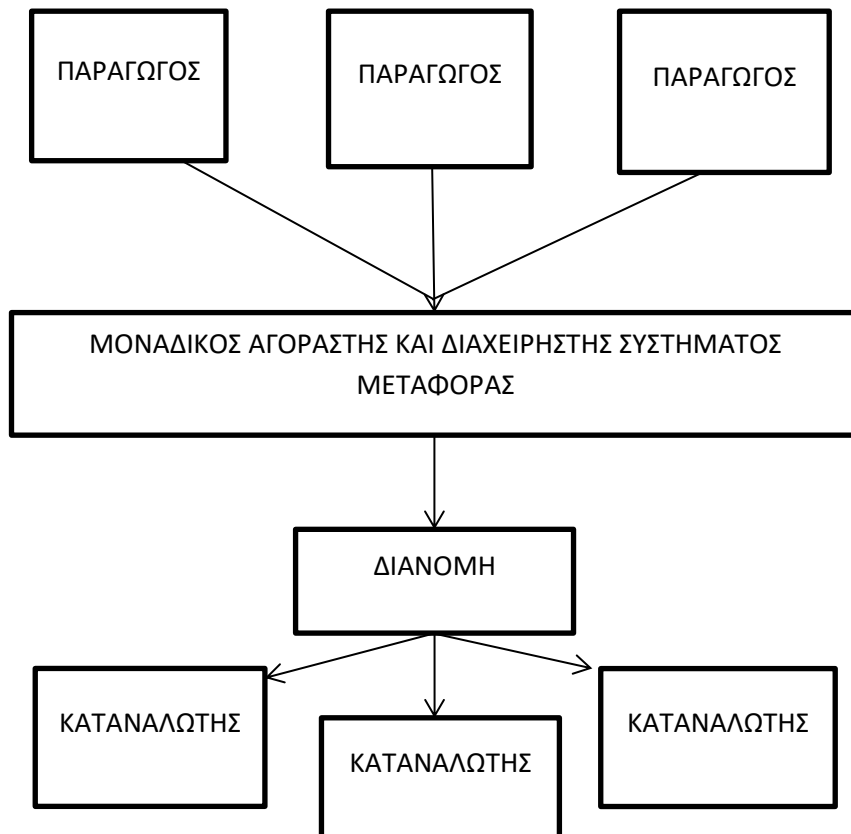 ΠΑΡΑΓΩΓΟΣ
ΠΑΡΑΓΩΓΟΣ
ΠΑΡΑΓΩΓΟΣ
ΜΟΝΑΔΙΚΟΣ ΑΓΟΡΑΣΤΗΣ ΚΑΙ ΔΙΑΧΕΙΡΗΣΤΗΣ ΣΥΣΤΗΜΑΤΟΣ
ΜΕΤΑΦΟΡΑΣ
ΔΙΑΝΟΜΗ
ΚΑΤΑΝΑΛΩΤΗΣ
ΚΑΤΑΝΑΛΩΤΗΣ
ΚΑΤΑΝΑΛΩΤΗΣ